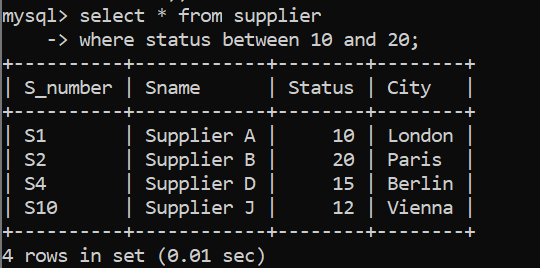 mysql> select * from supplier
    -> where status between 10 and 20;
+----------+------------+--------+--------+
| S_number | Sname      | Status | City   |
+----------+------------+--------+--------+
| S1       | Supplier A |     10 | London |
| S2       | Supplier B |     20 | Paris  |
| S4       | Supplier D |     15 | Berlin |
| S10      | Supplier J |     12 | Vienna |
+----------+------------+--------+--------+
4 rows in set (0.01 sec)